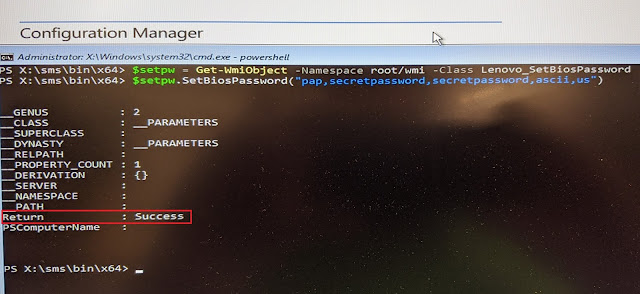 Configuration Manager
Administrator: X:\Windows\system32\cmd.exe - powershell
PS X:\sms\bin\x64> $setpw = Get-WmiObject -Namespace root/wmi -Class Lenovo_SetBiosPassword
PS X:\sms\bin\x64> $setpw.SetBiosPassword("pap,secretpassword,secretpassword,ascii,us")
__GENUS : 2
__CLASS : __PARAMETERS
__SUPERCLASS :
__DYNASTY : __PARAMETERS
__RELPATH :
__PROPERTY_COUNT : 1
__DERIVATION : {}
__SERVER :
__NAMESPACE :
__PATH :
Return : Success
PSComputerName :
PS X:\sms\bin\x64>